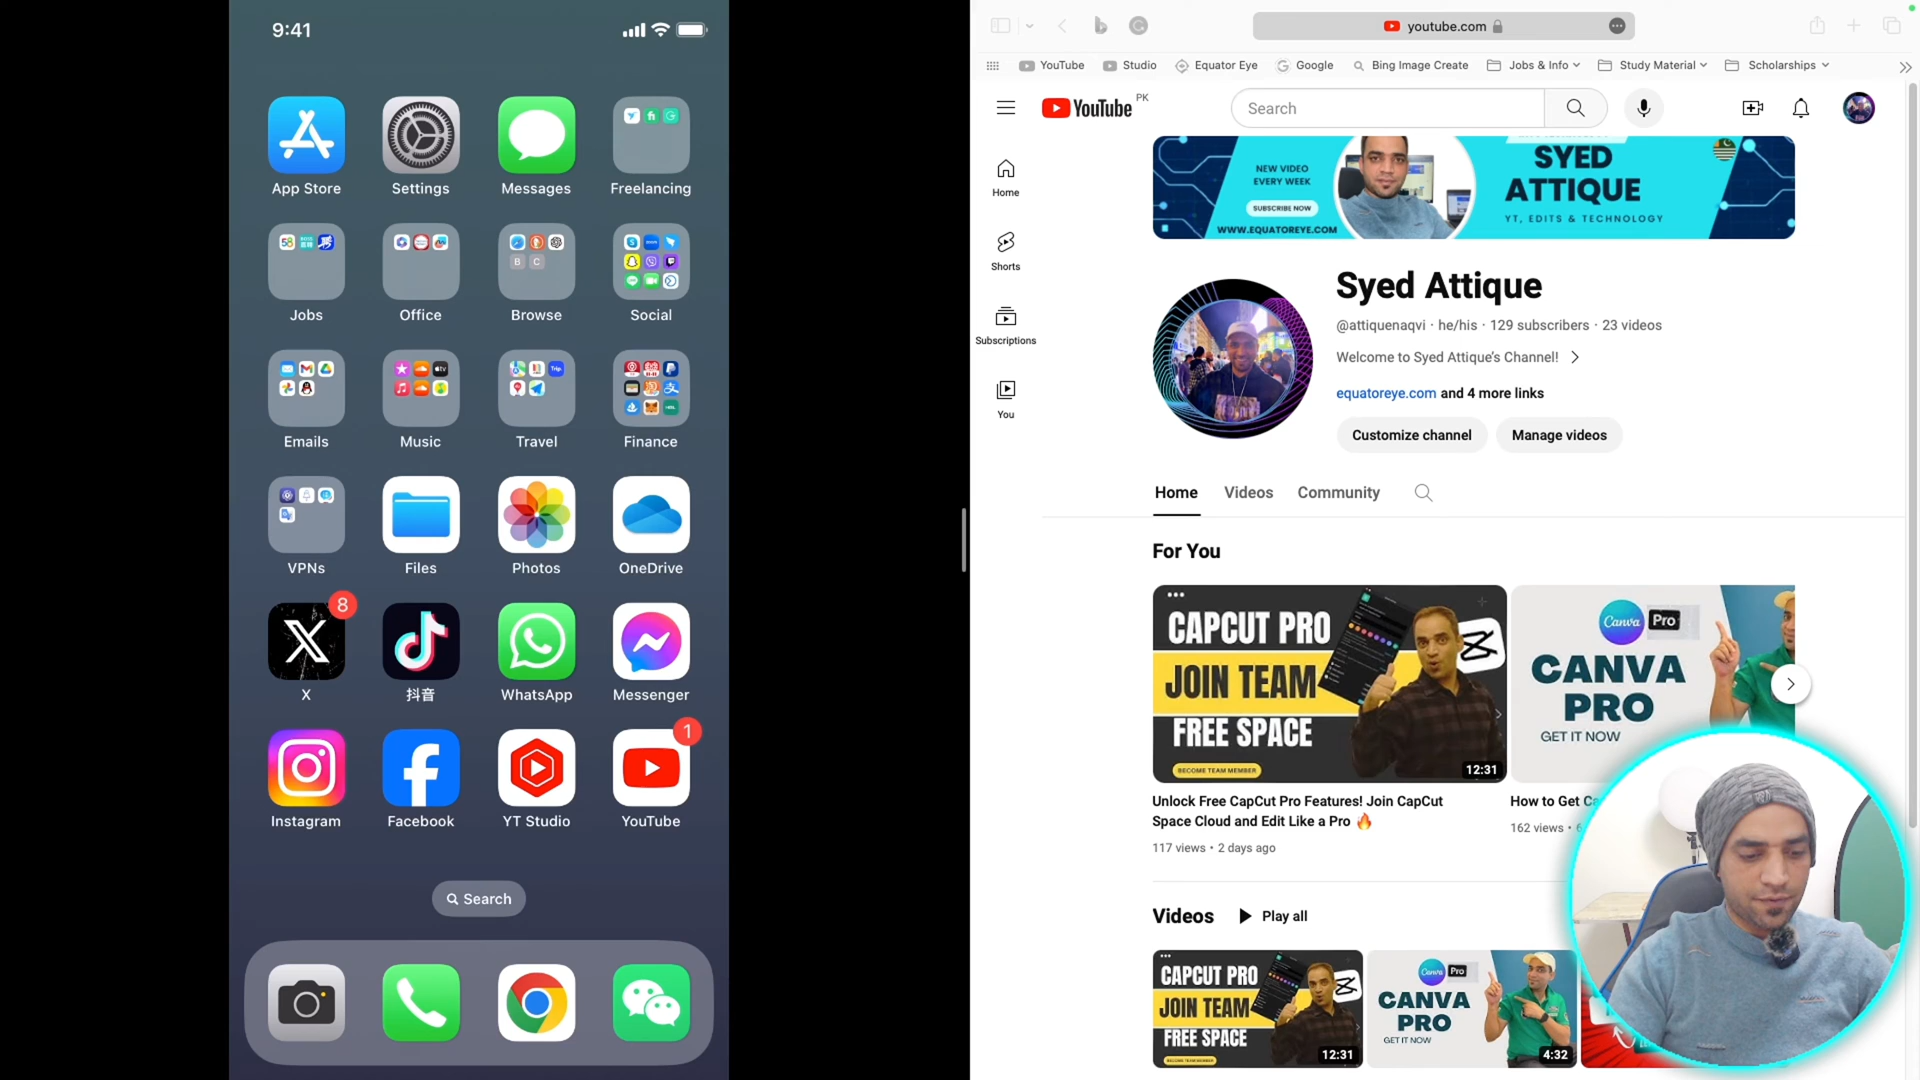 9:41
App Store
Settings
Messages
Freelancing
Jobs
Office
Browse
Social
Emails
Music
Travel
Finance
VPNs
Files
Photos
OneDrive
8
X
抖音
WhatsApp
Messenger
1
Instagram
Facebook
YT Studio
YouTube
Search
youtube.com
YouTube
Studio
Equator Eye
Google
Bing Image Create
Jobs & Info
Study Material
Scholarships
YouTube PK
Search
Home
Shorts
Subscriptions
You
NEW VIDEO
EVERY WEEK
SUBSCRIBE NOW
WWW.EQUATOREYE.COM
SYED
ATTIQUE
YT, EDITS & TECHNOLOGY
Syed Attique
@attiquenaqvi · he/his · 129 subscribers · 23 videos
Welcome to Syed Attique's Channel!
equatoreye.com and 4 more links
Customize channel
Manage videos
Home
Videos
Community
For You
CAPCUT PRO
JOIN TEAM
FREE SPACE
BECOME TEAM MEMBER
12:31
Unlock Free CapCut Pro Features! Join CapCut
Space Cloud and Edit Like a Pro 🔥
117 views · 2 days ago
Canva Pro
CANVA
PRO
GET IT NOW
How to Get
162 views ·
Videos
Play all
CAPCUT PRO
JOIN TEAM
FREE SPACE
BECOME TEAM MEMBER
12:31
Canva Pro
CANVA
PRO
GET IT NOW
4:32